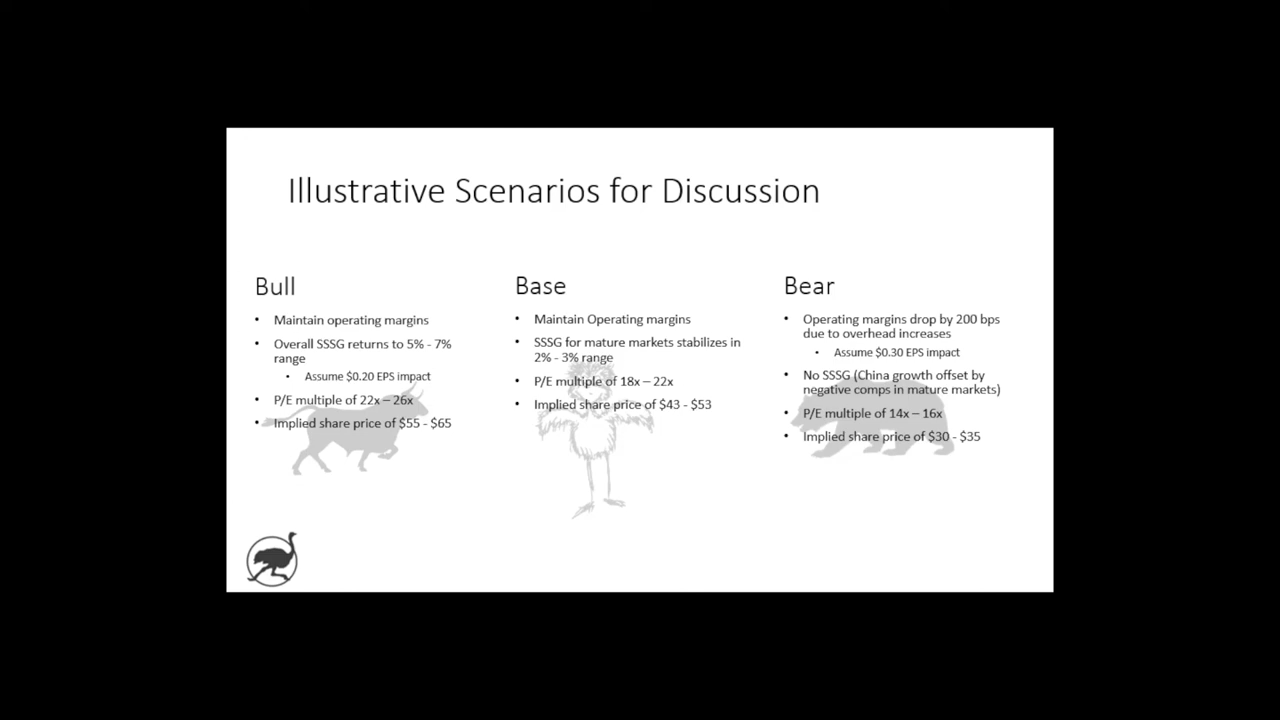 Illustrative Scenarios for Discussion
Bull
• Maintain operating margins
• Overall SSSG returns to 5% - 7%
range
• Assume $0.20 EPS impact
• P/E multiple of 22x – 26x
• Implied share price of $55 - $65
Base
• Maintain Operating margins
• SSSG for mature markets stabilizes in
2% - 3% range
• P/E multiple of 18x – 22x
• Implied share price of $43 - $53
Bear
• Operating margins drop by 200 bps
due to overhead increases
• Assume $0.30 EPS impact
• No SSSG (China growth offset by
negative comps in mature markets)
• P/E multiple of 14x – 16x
• Implied share price of $30 - $35